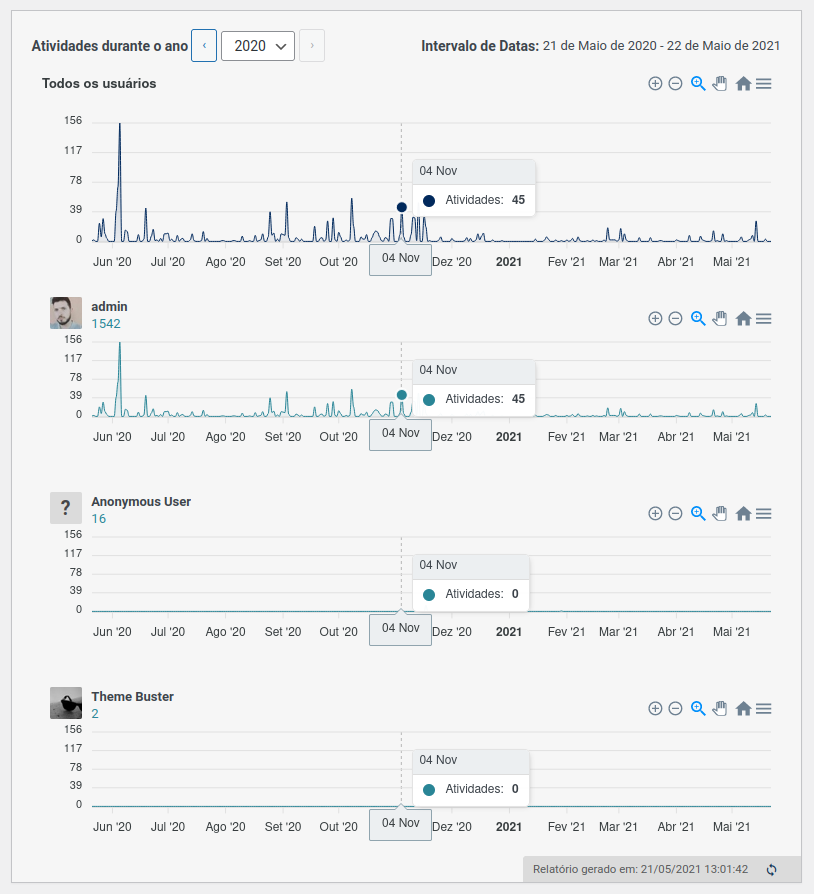 Atividades durante o ano ‹ 2020 › Intervalo de Datas: 21 de Maio de 2020 - 22 de Maio de 2021
Todos os usuários
156
117
78
39
0
04 Nov
Atividades: 45
Jun '20 Jul '20 Ago '20 Set '20 Out '20 04 Nov Dez '20 2021 Fev '21 Mar '21 Abr '21 Mai '21
admin
1542
156
117
78
39
0
04 Nov
Atividades: 45
Jun '20 Jul '20 Ago '20 Set '20 Out '20 04 Nov Dez '20 2021 Fev '21 Mar '21 Abr '21 Mai '21
?
Anonymous User
16
156
117
78
39
0
04 Nov
Atividades: 0
Jun '20 Jul '20 Ago '20 Set '20 Out '20 04 Nov Dez '20 2021 Fev '21 Mar '21 Abr '21 Mai '21
Theme Buster
2
156
117
78
39
0
04 Nov
Atividades: 0
Jun '20 Jul '20 Ago '20 Set '20 Out '20 04 Nov Dez '20 2021 Fev '21 Mar '21 Abr '21 Mai '21
Relatório gerado em: 21/05/2021 13:01:42